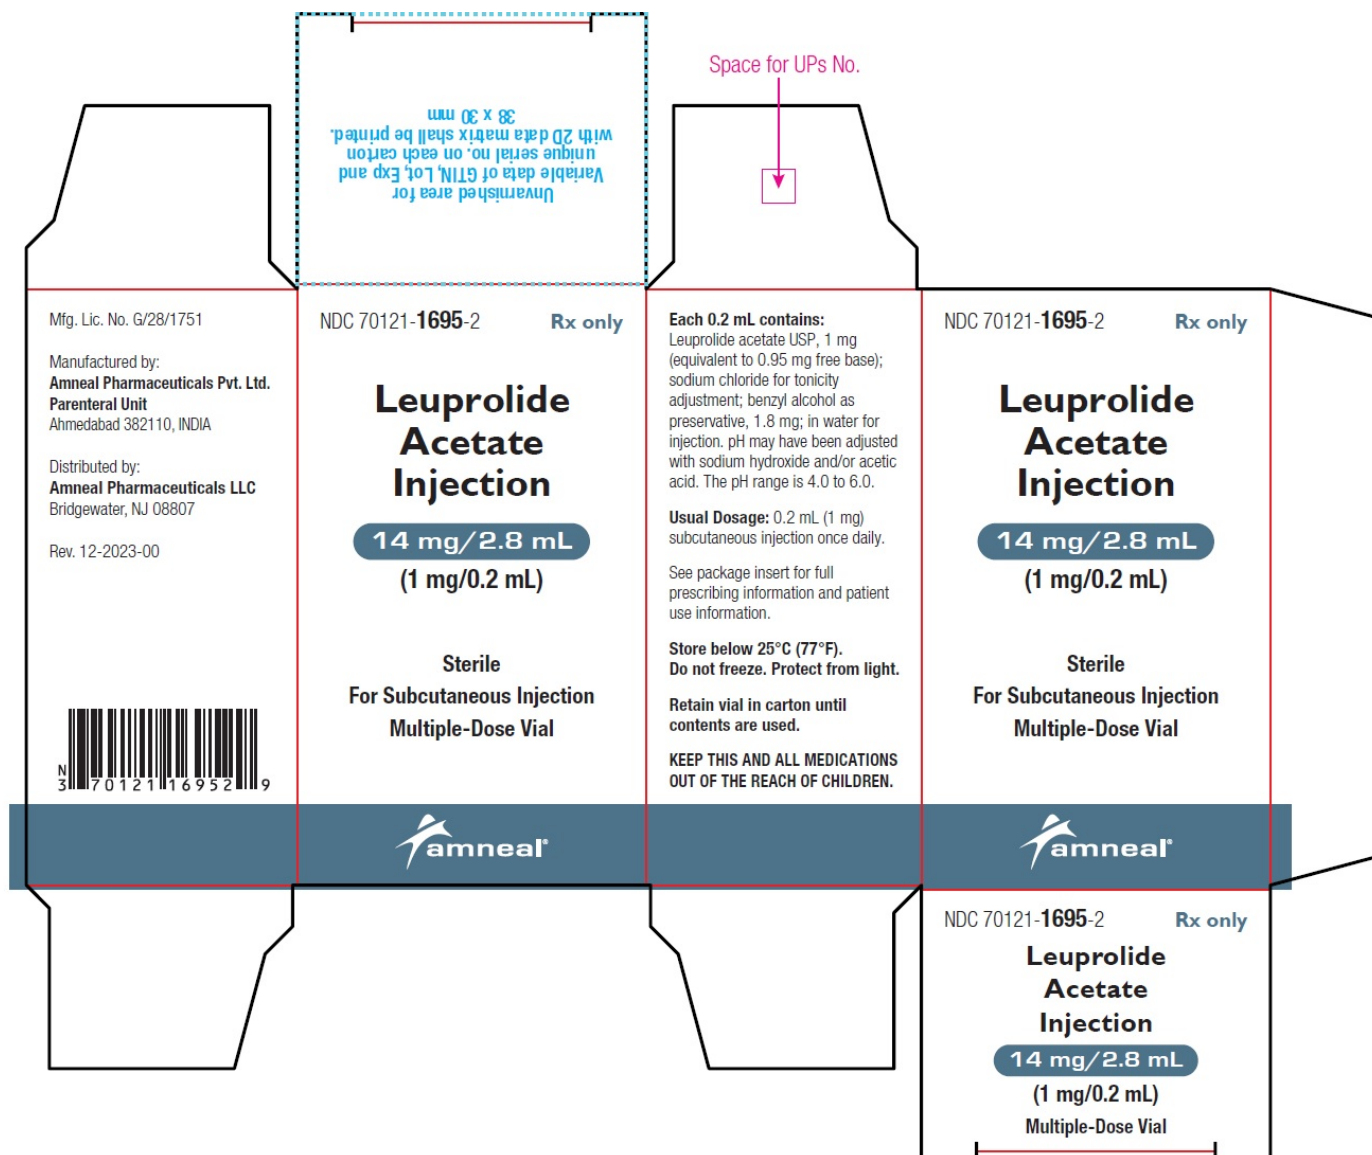 Space for UPs No.
Unvarnished area for
Variable data of GTIN, Lot, Exp and
unique serial no. on each carton
with 2D data matrix shall be printed.
38 x 30 mm
Mfg. Lic. No. G/28/1751
Manufactured by:
Amneal Pharmaceuticals Pvt. Ltd.
Parenteral Unit
Ahmedabad 382110, INDIA
Distributed by:
Amneal Pharmaceuticals LLC
Bridgewater, NJ 08807
Rev. 12-2023-00
N
3 70121 16952 9
NDC 70121-1695-2 Rx only
Leuprolide
Acetate
Injection
14 mg/2.8 mL
(1 mg/0.2 mL)
Sterile
For Subcutaneous Injection
Multiple-Dose Vial
amneal®
Each 0.2 mL contains:
Leuprolide acetate USP, 1 mg
(equivalent to 0.95 mg free base);
sodium chloride for tonicity
adjustment; benzyl alcohol as
preservative, 1.8 mg; in water for
injection. pH may have been adjusted
with sodium hydroxide and/or acetic
acid. The pH range is 4.0 to 6.0.
Usual Dosage: 0.2 mL (1 mg)
subcutaneous injection once daily.
See package insert for full
prescribing information and patient
use information.
Store below 25°C (77°F).
Do not freeze. Protect from light.
Retain vial in carton until
contents are used.
KEEP THIS AND ALL MEDICATIONS
OUT OF THE REACH OF CHILDREN.
NDC 70121-1695-2 Rx only
Leuprolide
Acetate
Injection
14 mg/2.8 mL
(1 mg/0.2 mL)
Sterile
For Subcutaneous Injection
Multiple-Dose Vial
amneal®
NDC 70121-1695-2 Rx only
Leuprolide
Acetate
Injection
14 mg/2.8 mL
(1 mg/0.2 mL)
Multiple-Dose Vial